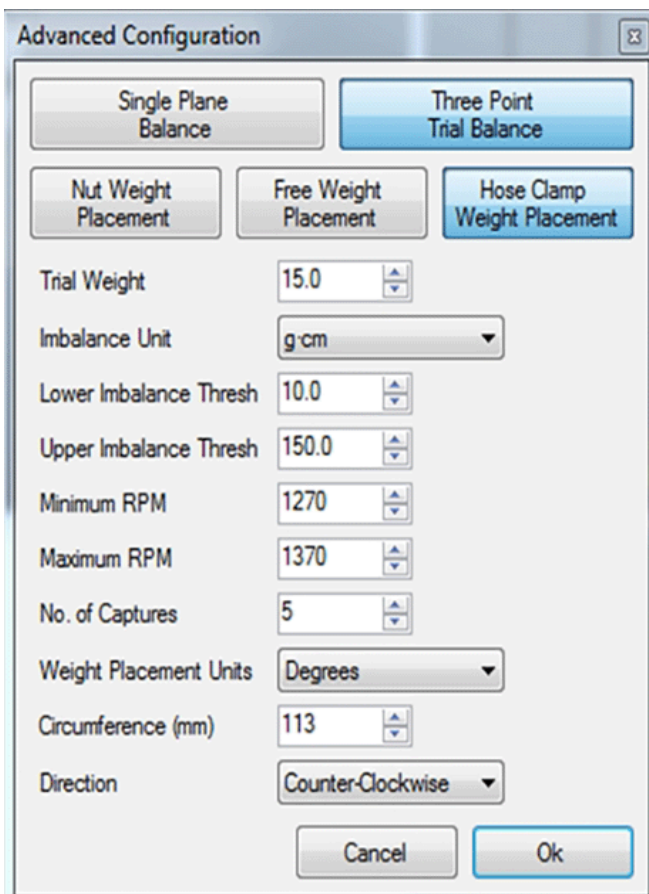 Advanced Configuration
Single Plane
Balance
Three Point
Trial Balance
Nut Weight
Placement
Free Weight
Placement
Hose Clamp
Weight Placement
Trial Weight 15.0
Imbalance Unit g·cm
Lower Imbalance Thresh 10.0
Upper Imbalance Thresh 150.0
Minimum RPM 1270
Maximum RPM 1370
No. of Captures 5
Weight Placement Units Degrees
Circumference (mm) 113
Direction Counter-Clockwise
Cancel Ok